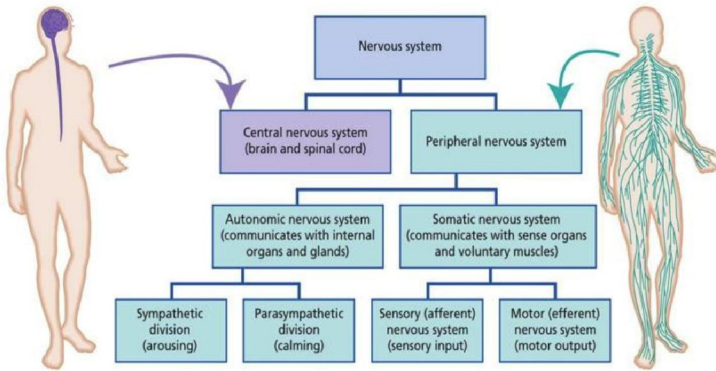 Nervous system
Central nervous system
(brain and spinal cord)
Peripheral nervous system
Autonomic nervous system
(communicates with internal
organs and glands)
Somatic nervous system
(communicates with sense organs
and voluntary muscles)
Sympathetic
division
(arousing)
Parasympathetic
division
(calming)
Sensory (afferent)
nervous system
(sensory input)
Motor (efferent)
nervous system
(motor output)